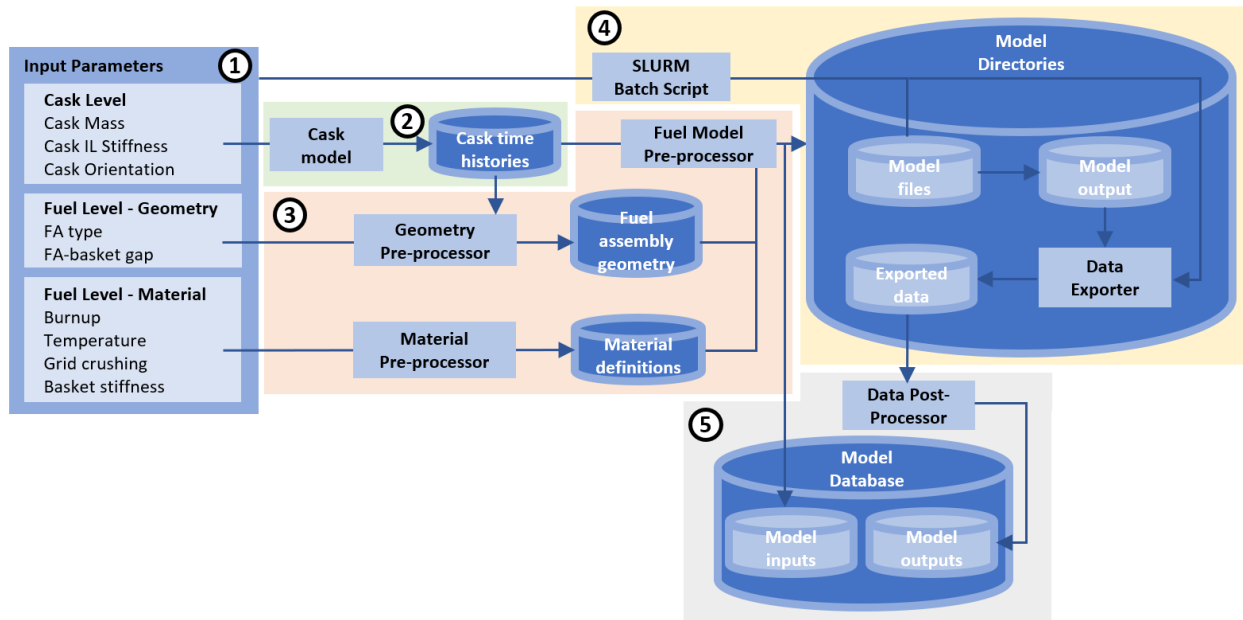 Input Parameters
1
Cask Level
Cask Mass
Cask IL Stiffness
Cask Orientation
Fuel Level - Geometry
FA type
FA-basket gap
Fuel Level - Material
Burnup
Temperature
Grid crushing
Basket stiffness
2
Cask
model
Cask time
histories
3
Geometry
Pre-processor
Fuel
assembly
geometry
Material
Pre-processor
Material
definitions
Fuel Model
Pre-processor
4
SLURM
Batch Script
Model
Directories
Model
files
Model
output
Exported
data
Data
Exporter
5
Data Post-
Processor
Model
Database
Model
inputs
Model
outputs